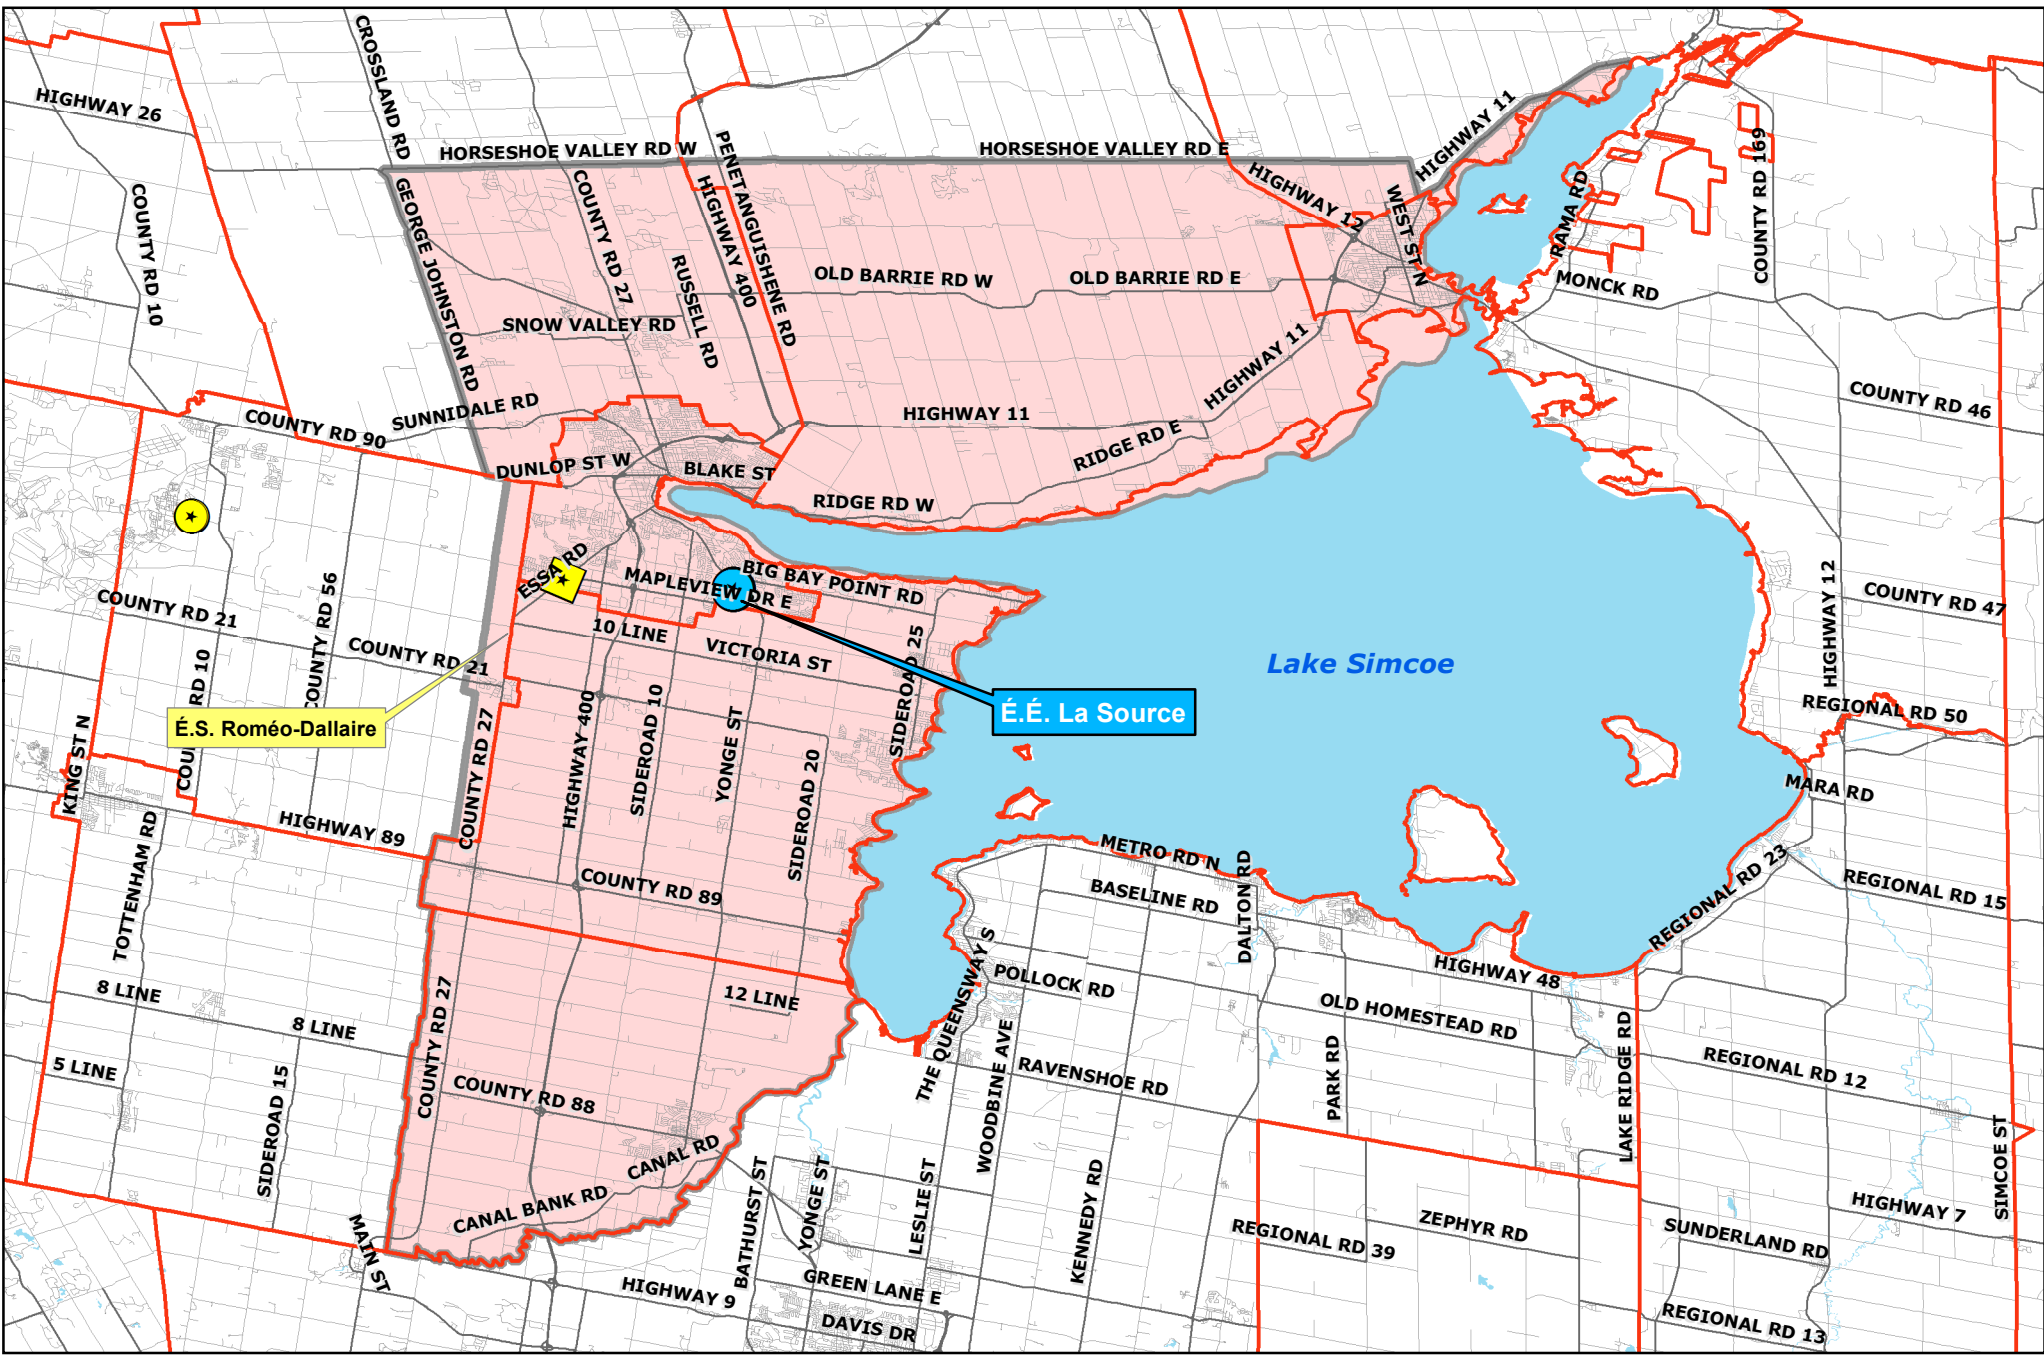 CROSSLAND RD
HIGHWAY 26
HORSESHOE VALLEY RD W
PENETANGUISHENE RD
HORSESHOE VALLEY RD E
HIGHWAY 11
COUNTY RD 169
COUNTY RD 10
GEORGE JOHNSTON RD
COUNTY RD 27
HIGHWAY 400
HIGHWAY 12
WEST ST N
RAMA RD
RUSSELL RD
OLD BARRIE RD W
OLD BARRIE RD E
MONCK RD
SNOW VALLEY RD
HIGHWAY 11
SUNNIDALE RD
COUNTY RD 90
HIGHWAY 11
RIDGE RD E
COUNTY RD 46
DUNLOP ST W
BLAKE ST
RIDGE RD W
ESSA RD
MAPLEVIEW DR E
BIG BAY POINT RD
COUNTY RD 56
COUNTY RD 21
COUNTY RD 47
HIGHWAY 12
10 LINE
VICTORIA ST
SIDEROAD 25
COUNTY RD 21
COUNTY RD 10
Lake Simcoe
É.S. Roméo-Dallaire
É.É. La Source
REGIONAL RD 50
KING ST N
COUNTY RD 27
HIGHWAY 400
SIDEROAD 10
YONGE ST
SIDEROAD 20
MARA RD
HIGHWAY 89
TOTTENHAM RD
METRO RD N
COUNTY RD 89
BASELINE RD
DALTON RD
REGIONAL RD 23
REGIONAL RD 15
8 LINE
12 LINE
THE QUEENSWAY S
POLLOCK RD
HIGHWAY 48
OLD HOMESTEAD RD
8 LINE
COUNTY RD 27
5 LINE
SIDEROAD 15
COUNTY RD 88
WOODBINE AVE
RAVENSHOE RD
PARK RD
LAKE RIDGE RD
REGIONAL RD 12
SIMCOE ST
CANAL RD
CANAL BANK RD
BATHURST ST
YONGE ST
LESLIE ST
KENNEDY RD
REGIONAL RD 39
ZEPHYR RD
SUNDERLAND RD
HIGHWAY 7
MAIN ST
HIGHWAY 9
GREEN LANE E
DAVIS DR
REGIONAL RD 13